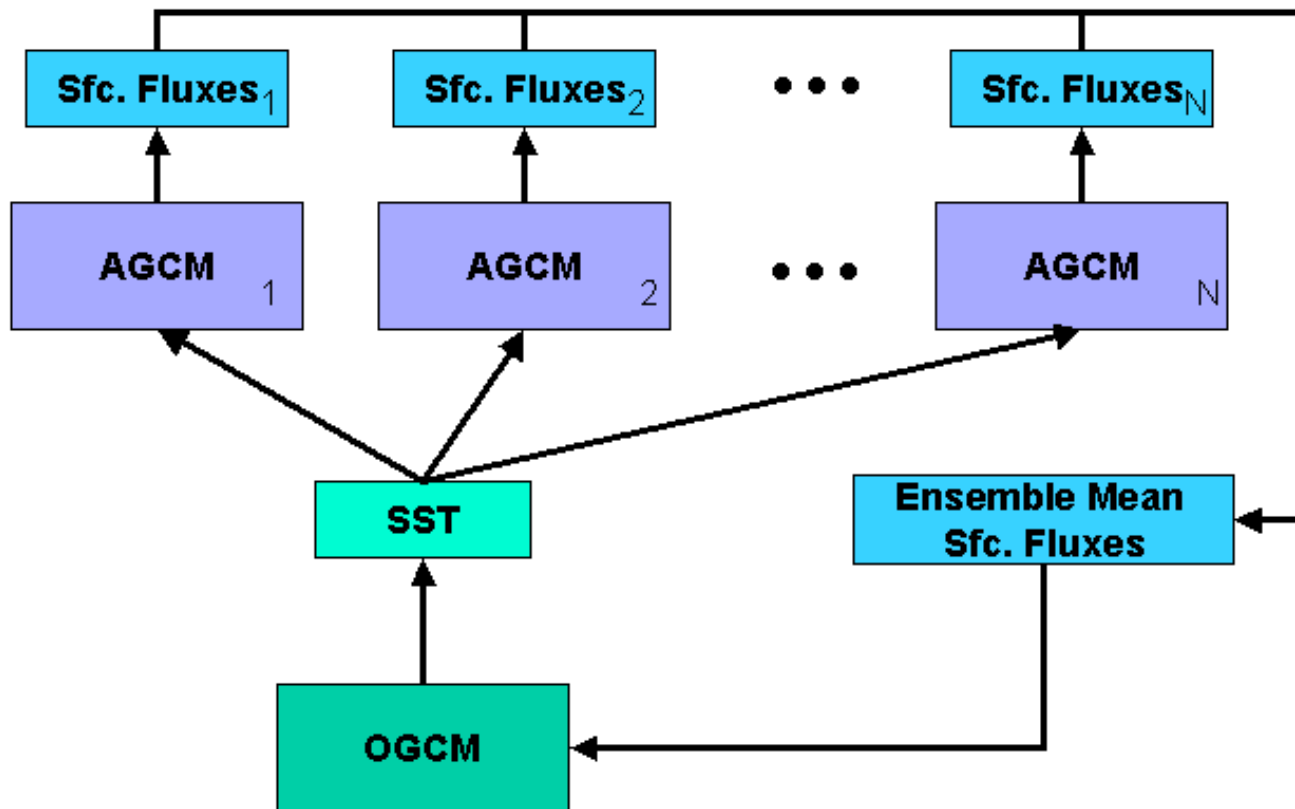 Sfc. Fluxes1
Sfc. Fluxes2
Sfc. FluxesN
AGCM 1
AGCM 2
AGCM N
SST
Ensemble Mean
Sfc. Fluxes
OGCM